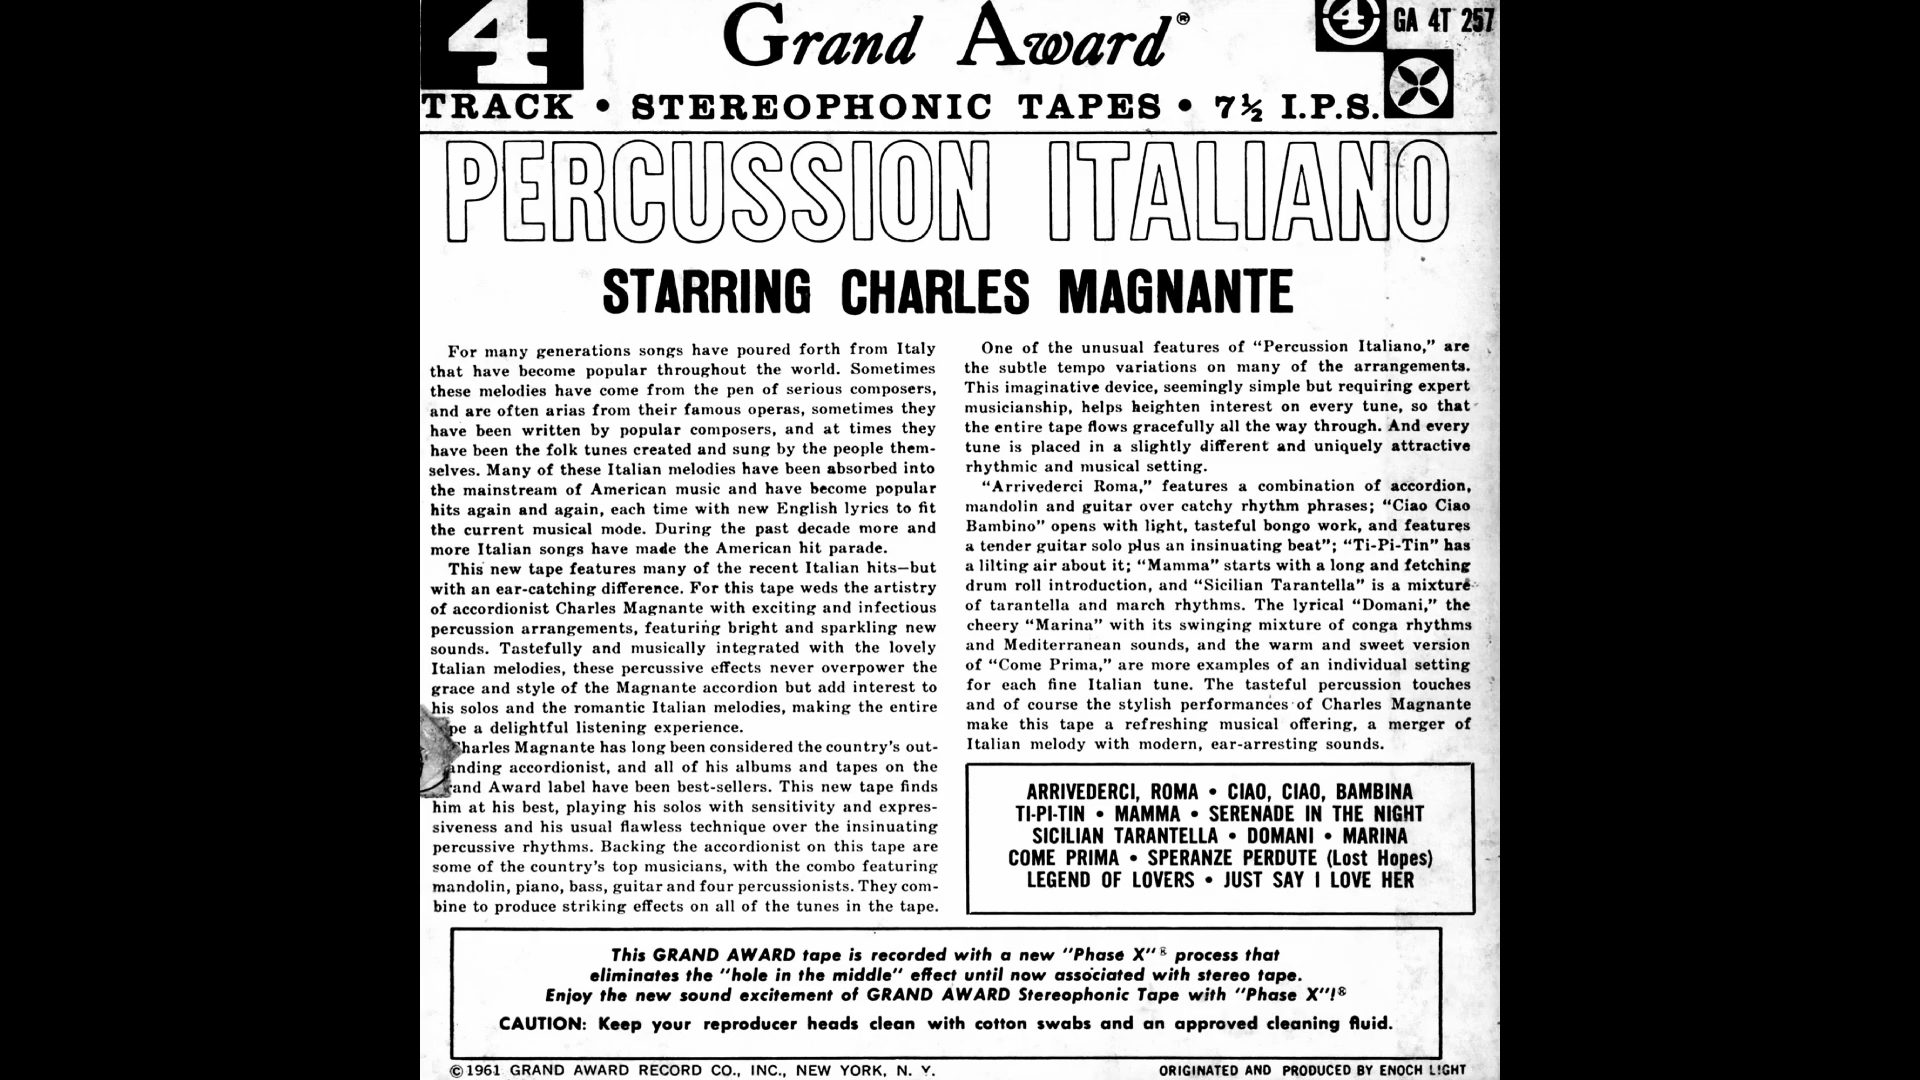 4 Grand Award® 4 GA 4T 257
TRACK • STEREOPHONIC TAPES • 7½ I.P.S.
PERCUSSION ITALIANO
STARRING CHARLES MAGNANTE
For many generations songs have poured forth from Italy
that have become popular throughout the world. Sometimes
these melodies have come from the pen of serious composers,
and are often arias from their famous operas, sometimes they
have been written by popular composers, and at times they
have been the folk tunes created and sung by the people them-
selves. Many of these Italian melodies have been absorbed into
the mainstream of American music and have become popular
hits again and again, each time with new English lyrics to fit
the current musical mode. During the past decade more and
more Italian songs have made the American hit parade.
This new tape features many of the recent Italian hits—but
with an ear-catching difference. For this tape weds the artistry
of accordionist Charles Magnante with exciting and infectious
percussion arrangements, featuring bright and sparkling new
sounds. Tastefully and musically integrated with the lovely
Italian melodies, these percussive effects never overpower the
grace and style of the Magnante accordion but add interest to
his solos and the romantic Italian melodies, making the entire
pe a delightful listening experience.
Charles Magnante has long been considered the country's out-
anding accordionist, and all of his albums and tapes on the
rand Award label have been best-sellers. This new tape finds
him at his best, playing his solos with sensitivity and expres-
siveness and his usual flawless technique over the insinuating
percussive rhythms. Backing the accordionist on this tape are
some of the country's top musicians, with the combo featuring
mandolin, piano, bass, guitar and four percussionists. They com-
bine to produce striking effects on all of the tunes in the tape.
One of the unusual features of "Percussion Italiano," are
the subtle tempo variations on many of the arrangements.
This imaginative device, seemingly simple but requiring expert
musicianship, helps heighten interest on every tune, so that
the entire tape flows gracefully all the way through. And every
tune is placed in a slightly different and uniquely attractive
rhythmic and musical setting.
"Arrivederci Roma," features a combination of accordion,
mandolin and guitar over catchy rhythm phrases; "Ciao Ciao
Bambino" opens with light, tasteful bongo work, and features
a tender guitar solo plus an insinuating beat"; "Ti-Pi-Tin" has
a lilting air about it; "Mamma" starts with a long and fetching
drum roll introduction, and "Sicilian Tarantella" is a mixture
of tarantella and march rhythms. The lyrical "Domani," the
cheery "Marina" with its swinging mixture of conga rhythms
and Mediterranean sounds, and the warm and sweet version
of "Come Prima," are more examples of an individual setting
for each fine Italian tune. The tasteful percussion touches
and of course the stylish performances of Charles Magnante
make this tape a refreshing musical offering, a merger of
Italian melody with modern, ear-arresting sounds.
ARRIVEDERCI, ROMA • CIAO, CIAO, BAMBINA
TI-PI-TIN • MAMMA • SERENADE IN THE NIGHT
SICILIAN TARANTELLA • DOMANI • MARINA
COME PRIMA • SPERANZE PERDUTE (Lost Hopes)
LEGEND OF LOVERS • JUST SAY I LOVE HER
This GRAND AWARD tape is recorded with a new "Phase X"® process that
eliminates the "hole in the middle" effect until now associated with stereo tape.
Enjoy the new sound excitement of GRAND AWARD Stereophonic Tape with "Phase X"!®
CAUTION: Keep your reproducer heads clean with cotton swabs and an approved cleaning fluid.
©1961 GRAND AWARD RECORD CO., INC., NEW YORK, N. Y.
ORIGINATED AND PRODUCED BY ENOCH LIGHT